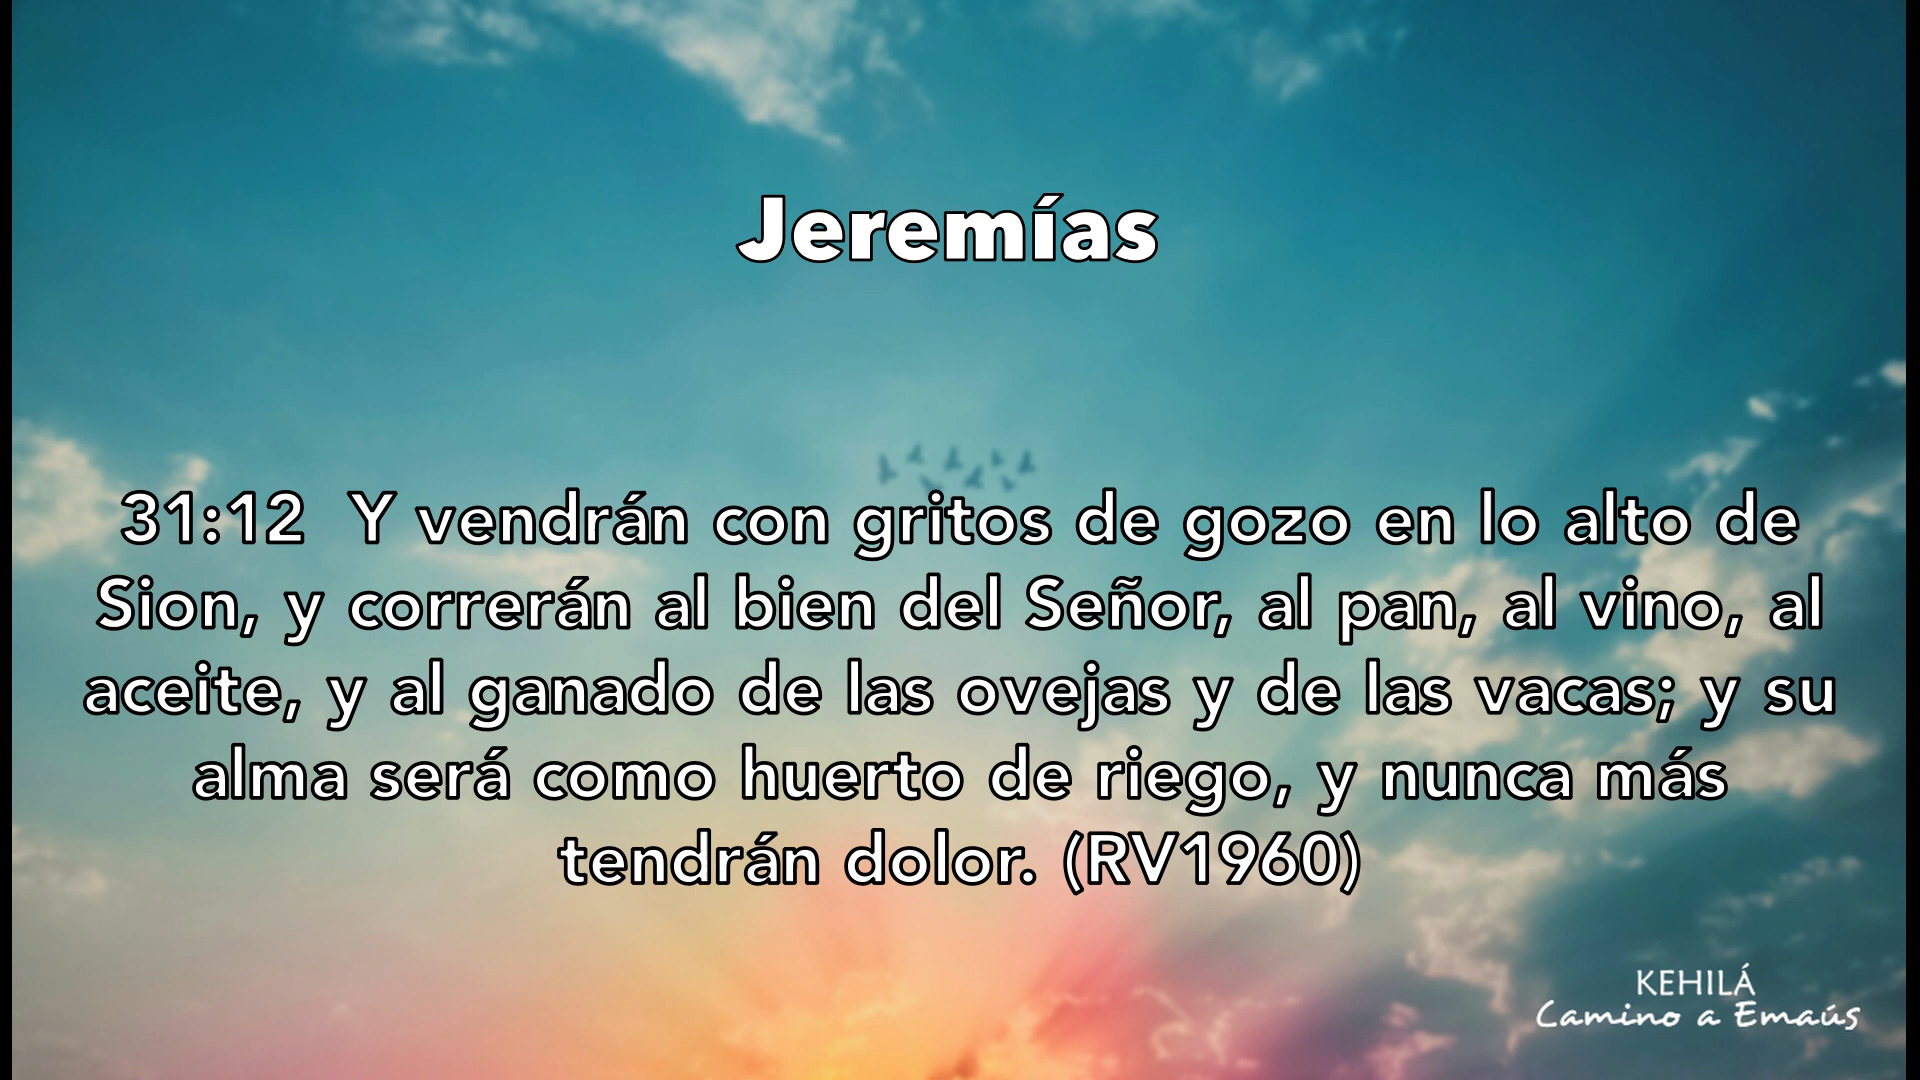 Jeremías
31:12  Y vendrán con gritos de gozo en lo alto de
Sion, y correrán al bien del Señor, al pan, al vino, al
aceite, y al ganado de las ovejas y de las vacas; y su
alma será como huerto de riego, y nunca más
tendrán dolor. (RV1960)
KEHILÁ
Camino a Emaús